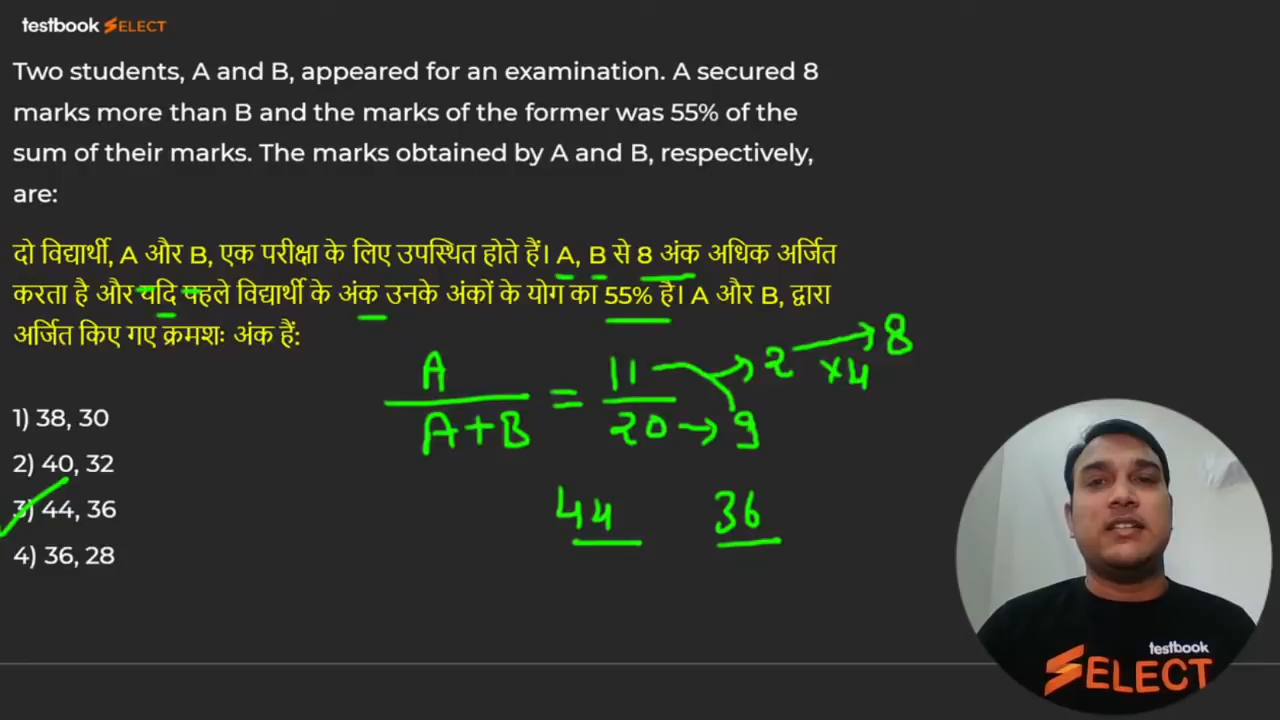 testbook SELECT
Two students, A and B, appeared for an examination. A secured 8
marks more than B and the marks of the former was 55% of the
sum of their marks. The marks obtained by A and B, respectively,
are:
दो विद्यार्थी, A और B, एक परीक्षा के लिए उपस्थित होते हैं। A, B से 8 अंक अधिक अर्जित
करता है और यदि पहले विद्यार्थी के अंक उनके अंकों के योग का 55% है। A और B, द्वारा
अर्जित किए गए क्रमशः अंक हैं:
A / A+B = 11 / 20 → 9 → 2 ×4 → 8
1) 38, 30
2) 40, 32
3) 44, 36
4) 36, 28
44 36
testbook
SELECT